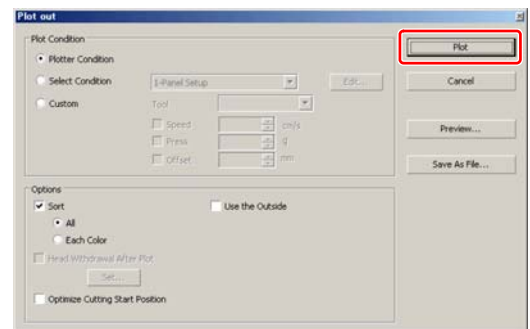 Plot out
Plot Condition
Plotter Condition
Select Condition
1-Panel Setup
Edit...
Custom
Tool
Speed
cm/s
Press
g
Offset
mm
Plot
Cancel
Preview...
Save As File...
Options
Sort
Use the Outside
All
Each Color
Head Withdrawal After Plot
Set...
Optimize Cutting Start Position